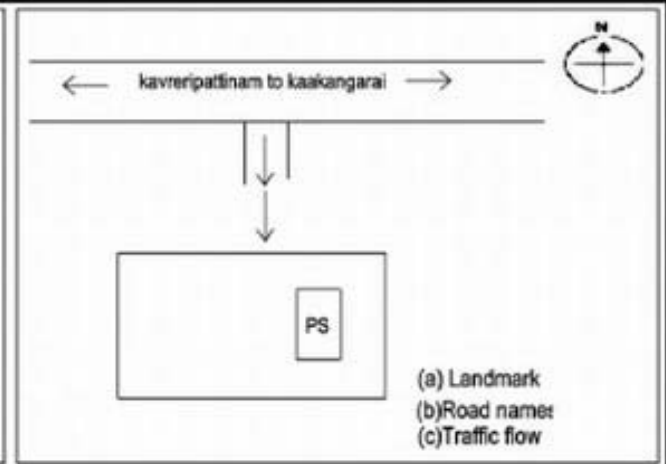 N
kavreripattinam to kaakangarai
PS
(a) Landmark
(b)Road names
(c)Traffic flow